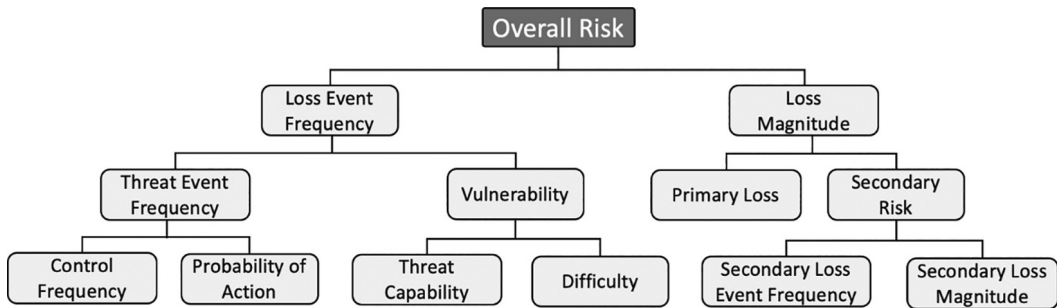 Overall Risk
Loss Event
Frequency
Loss
Magnitude
Threat Event
Frequency
Vulnerability
Primary Loss
Secondary
Risk
Control
Frequency
Probability of
Action
Threat
Capability
Difficulty
Secondary Loss
Event Frequency
Secondary Loss
Magnitude